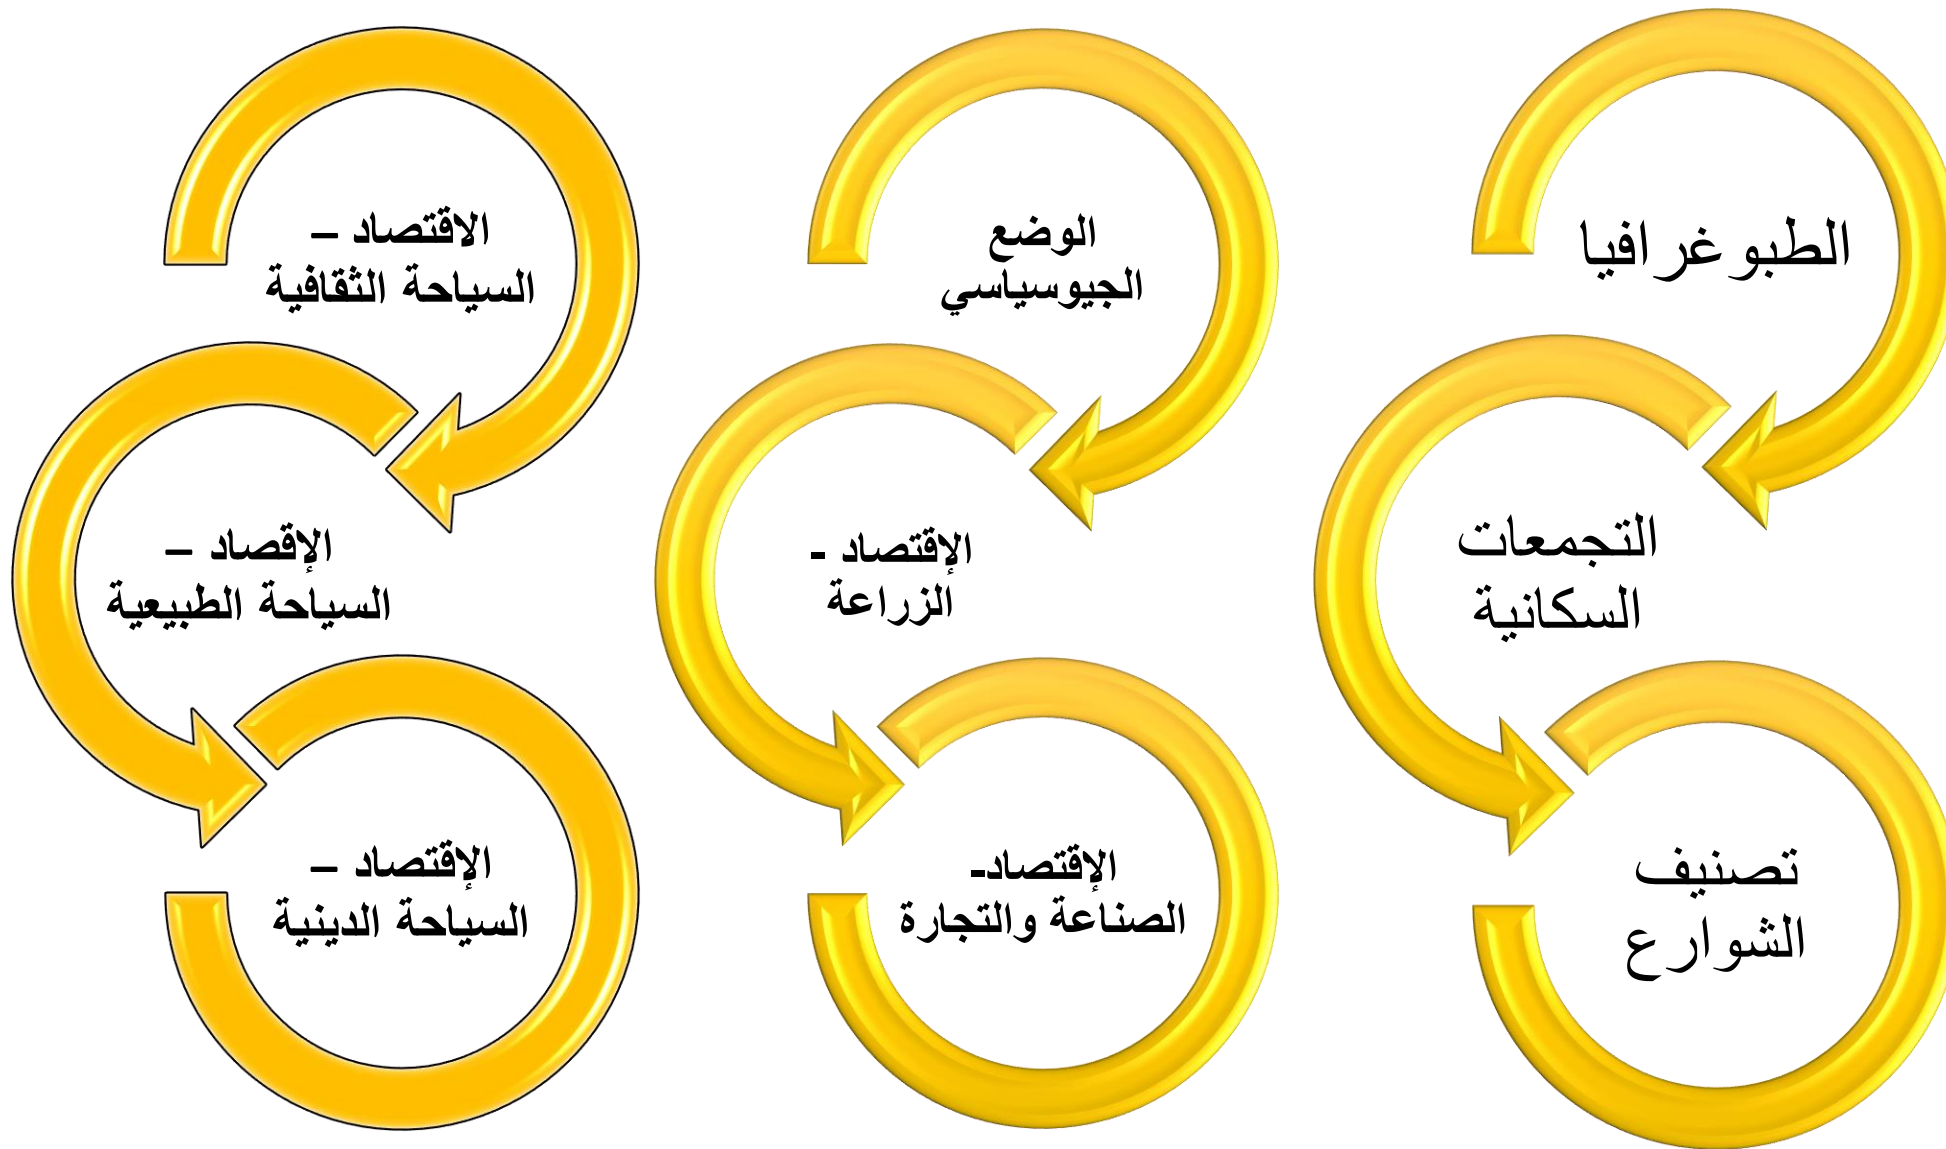 الطبوغرافيا
التجمعات
السكانية
تصنيف
الشوارع
الوضع
الجيوسياسي
الإقتصاد -
الزراعة
الإقتصاد-
الصناعة والتجارة
الاقتصاد –
السياحة الثقافية
الإقصاد –
السياحة الطبيعية
الإقتصاد –
السياحة الدينية